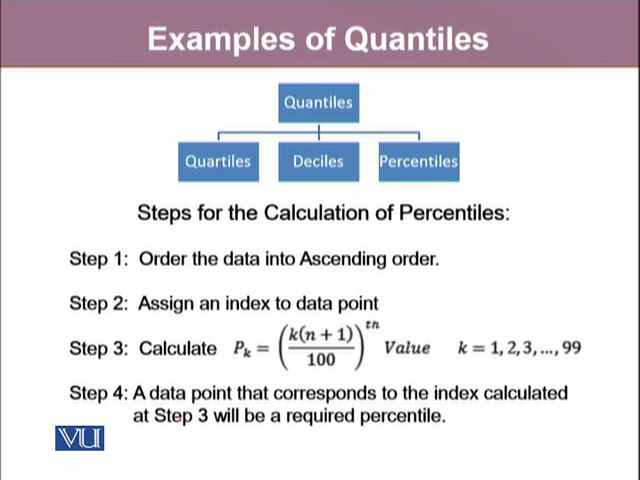 Examples of Quantiles
Quantiles
Quartiles
Deciles
Percentiles
Steps for the Calculation of Percentiles:
Step 1: Order the data into Ascending order.
Step 2: Assign an index to data point
Step 3: Calculate P_k = (k(n + 1)/100)^th Value k = 1, 2, 3, ..., 99
Step 4: A data point that corresponds to the index calculated
at Step 3 will be a required percentile.
VU